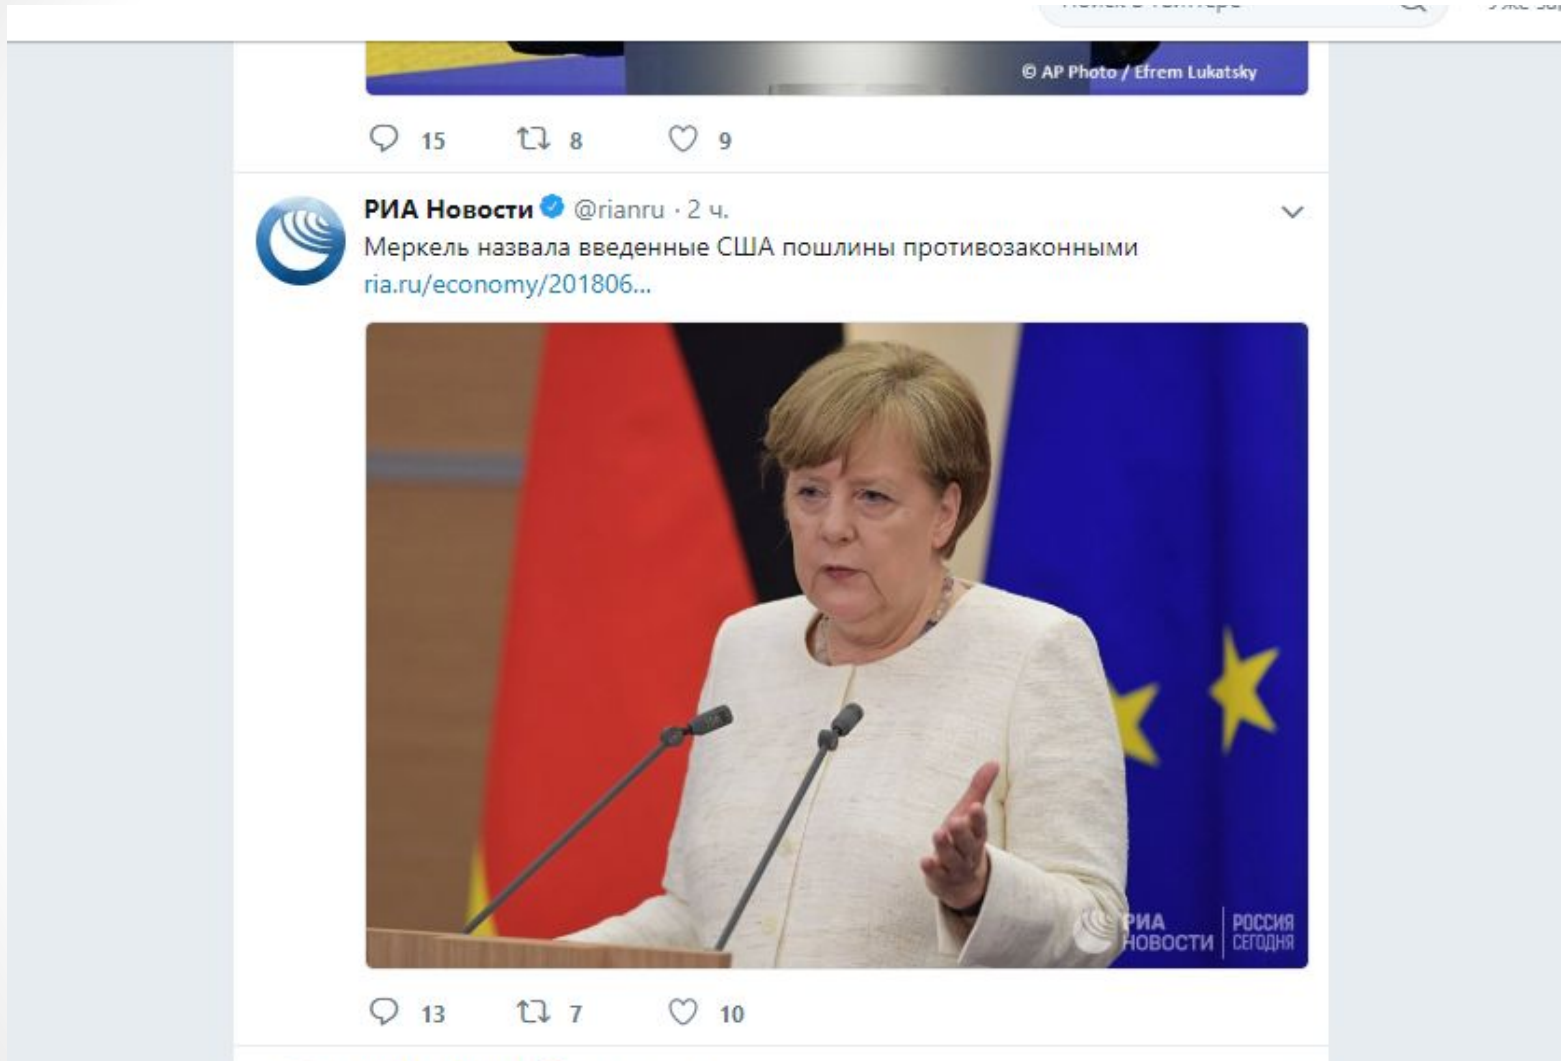 © AP Photo / Efrem Lukatsky
15 8 9
РИА Новости @rianru · 2 ч.
Меркель назвала введенные США пошлины противозаконными
ria.ru/economy/201806...
РИА НОВОСТИ
РОССИЯ СЕГОДНЯ
13 7 10